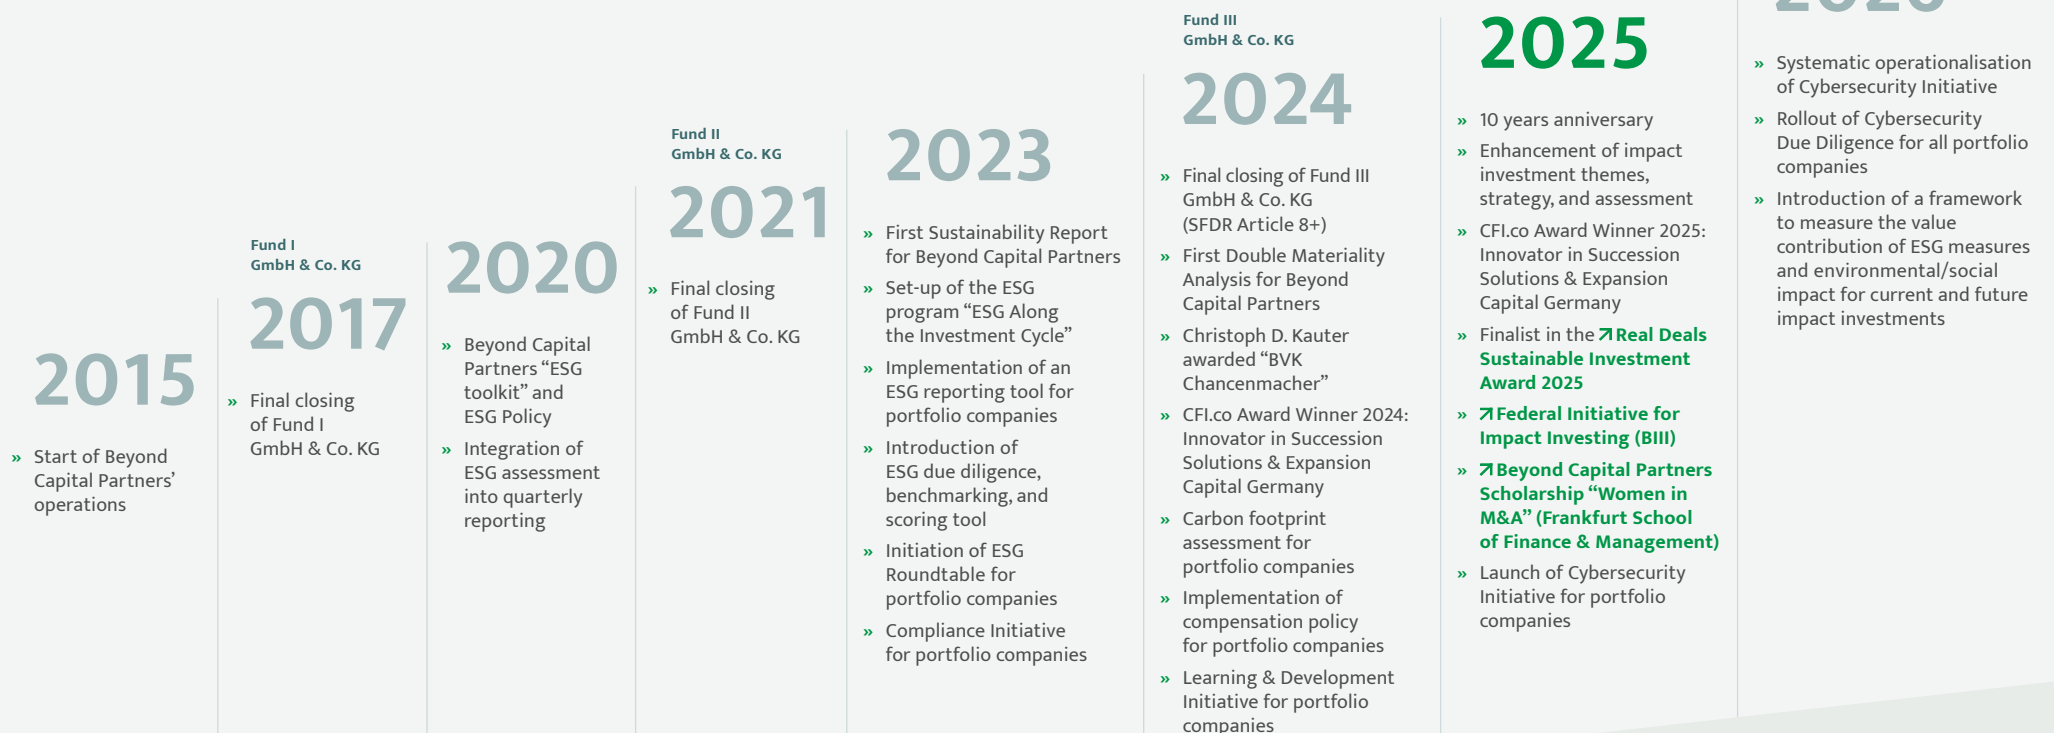 2015
» Start of Beyond
Capital Partners’
operations
Fund I
GmbH & Co. KG
2017
» Final closing
of Fund I
GmbH & Co. KG
2020
» Beyond Capital
Partners “ESG
toolkit” and
ESG Policy
» Integration of
ESG assessment
into quarterly
reporting
Fund II
GmbH & Co. KG
2021
» Final closing
of Fund II
GmbH & Co. KG
2023
» First Sustainability Report
for Beyond Capital Partners
» Set-up of the ESG
program “ESG Along
the Investment Cycle”
» Implementation of an
ESG reporting tool for
portfolio companies
» Introduction of
ESG due diligence,
benchmarking, and
scoring tool
» Initiation of ESG
Roundtable for
portfolio companies
» Compliance Initiative
for portfolio companies
Fund III
GmbH & Co. KG
2024
» Final closing of Fund III
GmbH & Co. KG
(SFDR Article 8+)
» First Double Materiality
Analysis for Beyond
Capital Partners
» Christoph D. Kauter
awarded “BVK
Chancenmacher”
» CFI.co Award Winner 2024:
Innovator in Succession
Solutions & Expansion
Capital Germany
» Carbon footprint
assessment for
portfolio companies
» Implementation of
compensation policy
for portfolio companies
» Learning & Development
Initiative for portfolio
companies
2025
» 10 years anniversary
» Enhancement of impact
investment themes,
strategy, and assessment
» CFI.co Award Winner 2025:
Innovator in Succession
Solutions & Expansion
Capital Germany
» Finalist in the Real Deals
Sustainable Investment
Award 2025
» Federal Initiative for
Impact Investing (BIII)
» Beyond Capital Partners
Scholarship “Women in
M&A” (Frankfurt School
of Finance & Management)
» Launch of Cybersecurity
Initiative for portfolio
companies
» Systematic operationalisation
of Cybersecurity Initiative
» Rollout of Cybersecurity
Due Diligence for all portfolio
companies
» Introduction of a framework
to measure the value
contribution of ESG measures
and environmental/social
impact for current and future
impact investments